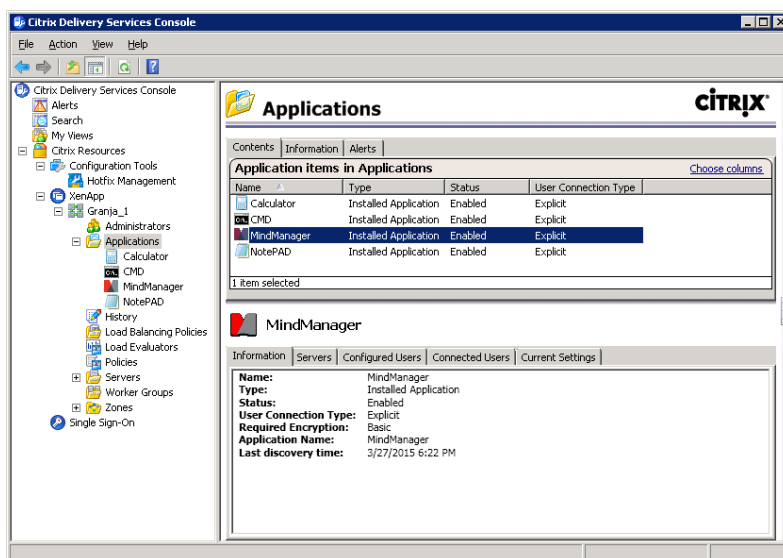 Citrix Delivery Services Console
File Action View Help
Citrix Delivery Services Console
Alerts
Search
My Views
Citrix Resources
Configuration Tools
Hotfix Management
XenApp
Granja_1
Administrators
Applications
Calculator
CMD
MindManager
NotePAD
History
Load Balancing Policies
Load Evaluators
Policies
Servers
Worker Groups
Zones
Single Sign-On
Applications
CITRIX
Contents Information Alerts
Application items in Applications Choose columns
Name Type Status User Connection Type
Calculator Installed Application Enabled Explicit
CMD Installed Application Enabled Explicit
MindManager Installed Application Enabled Explicit
NotePAD Installed Application Enabled Explicit
1 item selected
MindManager
Information Servers Configured Users Connected Users Current Settings
Name: MindManager
Type: Installed Application
Status: Enabled
User Connection Type: Explicit
Required Encryption: Basic
Application Name: MindManager
Last discovery time: 3/27/2015 6:22 PM